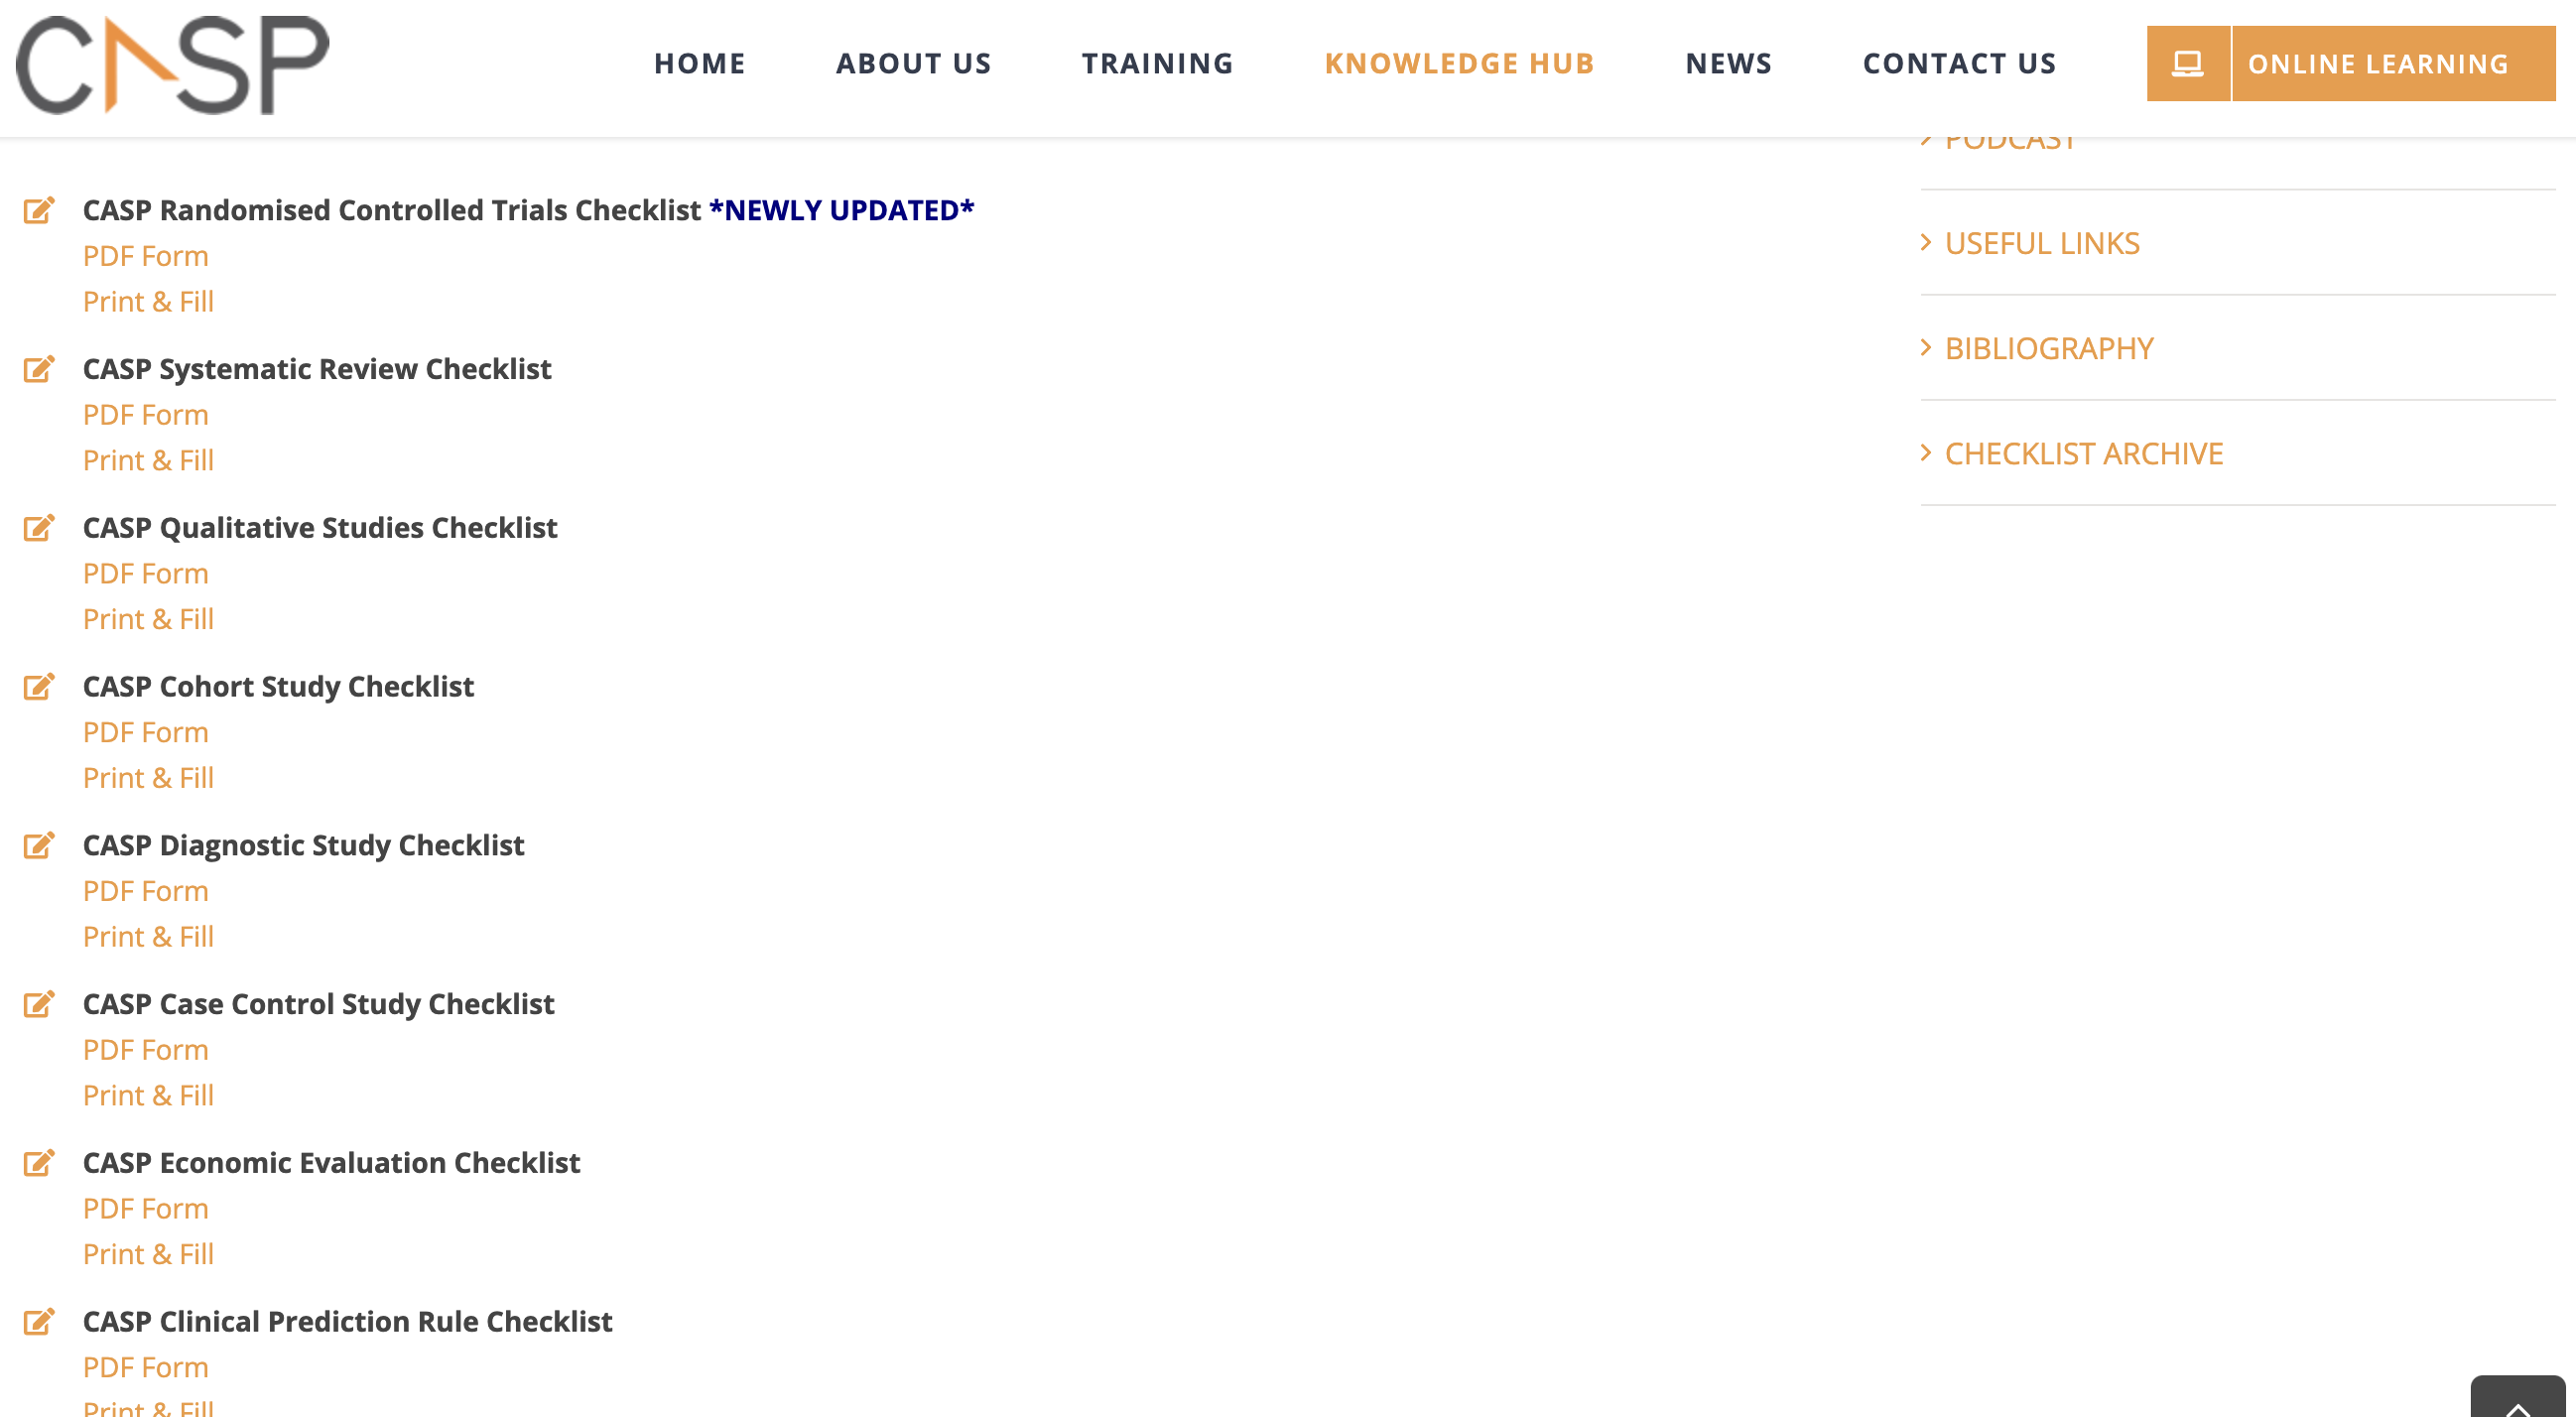 CASP
HOME ABOUT US TRAINING KNOWLEDGE HUB NEWS CONTACT US ONLINE LEARNING
PODCAST
CASP Randomised Controlled Trials Checklist *NEWLY UPDATED*
PDF Form
Print & Fill
CASP Systematic Review Checklist
PDF Form
Print & Fill
CASP Qualitative Studies Checklist
PDF Form
Print & Fill
CASP Cohort Study Checklist
PDF Form
Print & Fill
CASP Diagnostic Study Checklist
PDF Form
Print & Fill
CASP Case Control Study Checklist
PDF Form
Print & Fill
CASP Economic Evaluation Checklist
PDF Form
Print & Fill
CASP Clinical Prediction Rule Checklist
PDF Form
Print & Fill
USEFUL LINKS
BIBLIOGRAPHY
CHECKLIST ARCHIVE